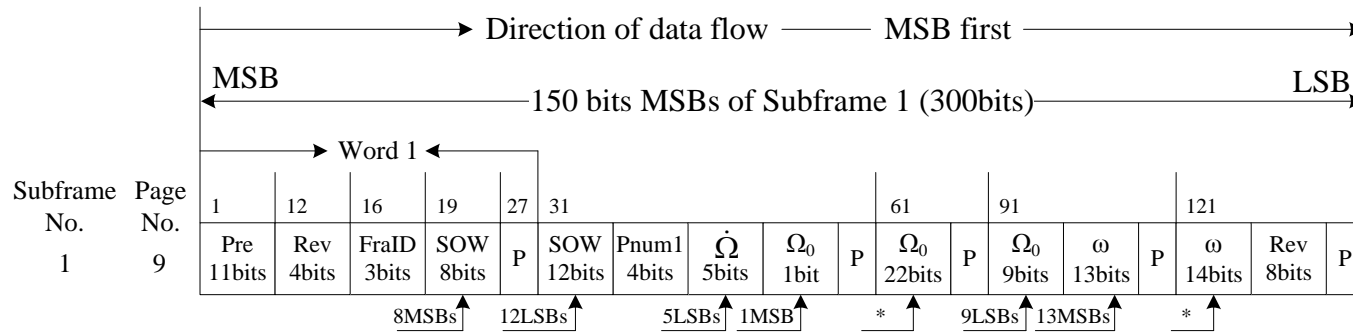 Direction of data flow MSB first
MSB LSB
150 bits MSBs of Subframe 1 (300bits)
Word 1
Subframe Page
No. No.
1 12 16 19 27 31 61 91 121
1 9
Pre Rev FraID SOW P SOW Pnum1 Ω̇ Ω₀ P Ω₀ P Ω₀ ω P ω Rev P
11bits 4bits 3bits 8bits 12bits 4bits 5bits 1bit 22bits 9bits 13bits 14bits 8bits
8MSBs 12LSBs 5LSBs 1MSB * 9LSBs 13MSBs *